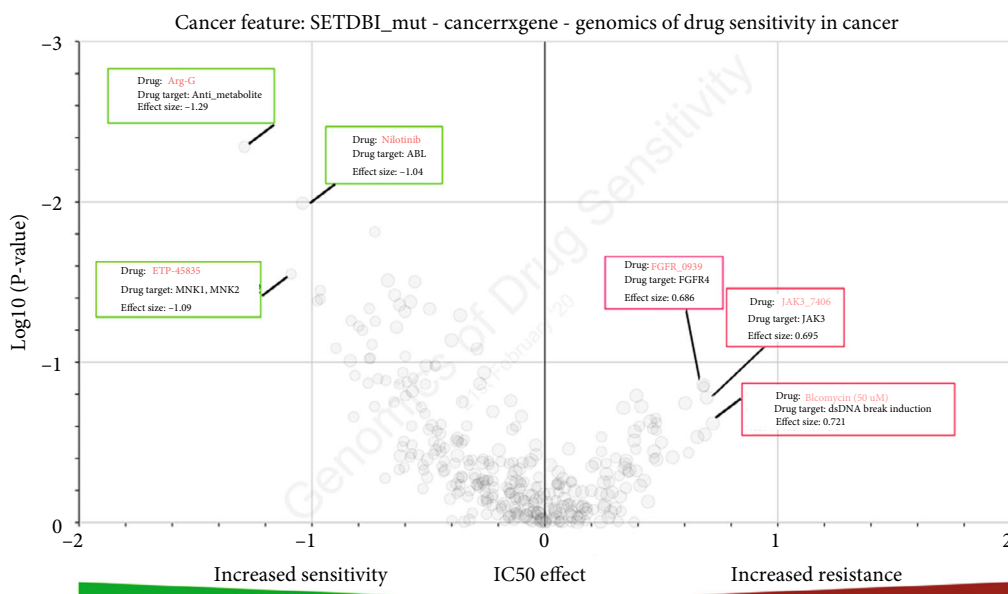 Cancer feature: SETDBI_mut - cancerrxgene - genomics of drug sensitivity in cancer
Log10 (P-value)
–3
–2
–1
0
Drug: Arg-G
Drug target: Anti_metabolite
Effect size: –1.29
Drug: Nilotinib
Drug target: ABL
Effect size: –1.04
Drug: ETP-45835
Drug target: MNK1, MNK2
Effect size: –1.09
Drug: FGFR_0939
Drug target: FGFR4
Effect size: 0.686
Drug: JAK3_7406
Drug target: JAK3
Effect size: 0.695
Drug: Blcomycin (50 uM)
Drug target: dsDNA break induction
Effect size: 0.721
Genomics of Drug Sensitivity
February '20
–2
–1
0
1
2
Increased sensitivity
IC50 effect
Increased resistance